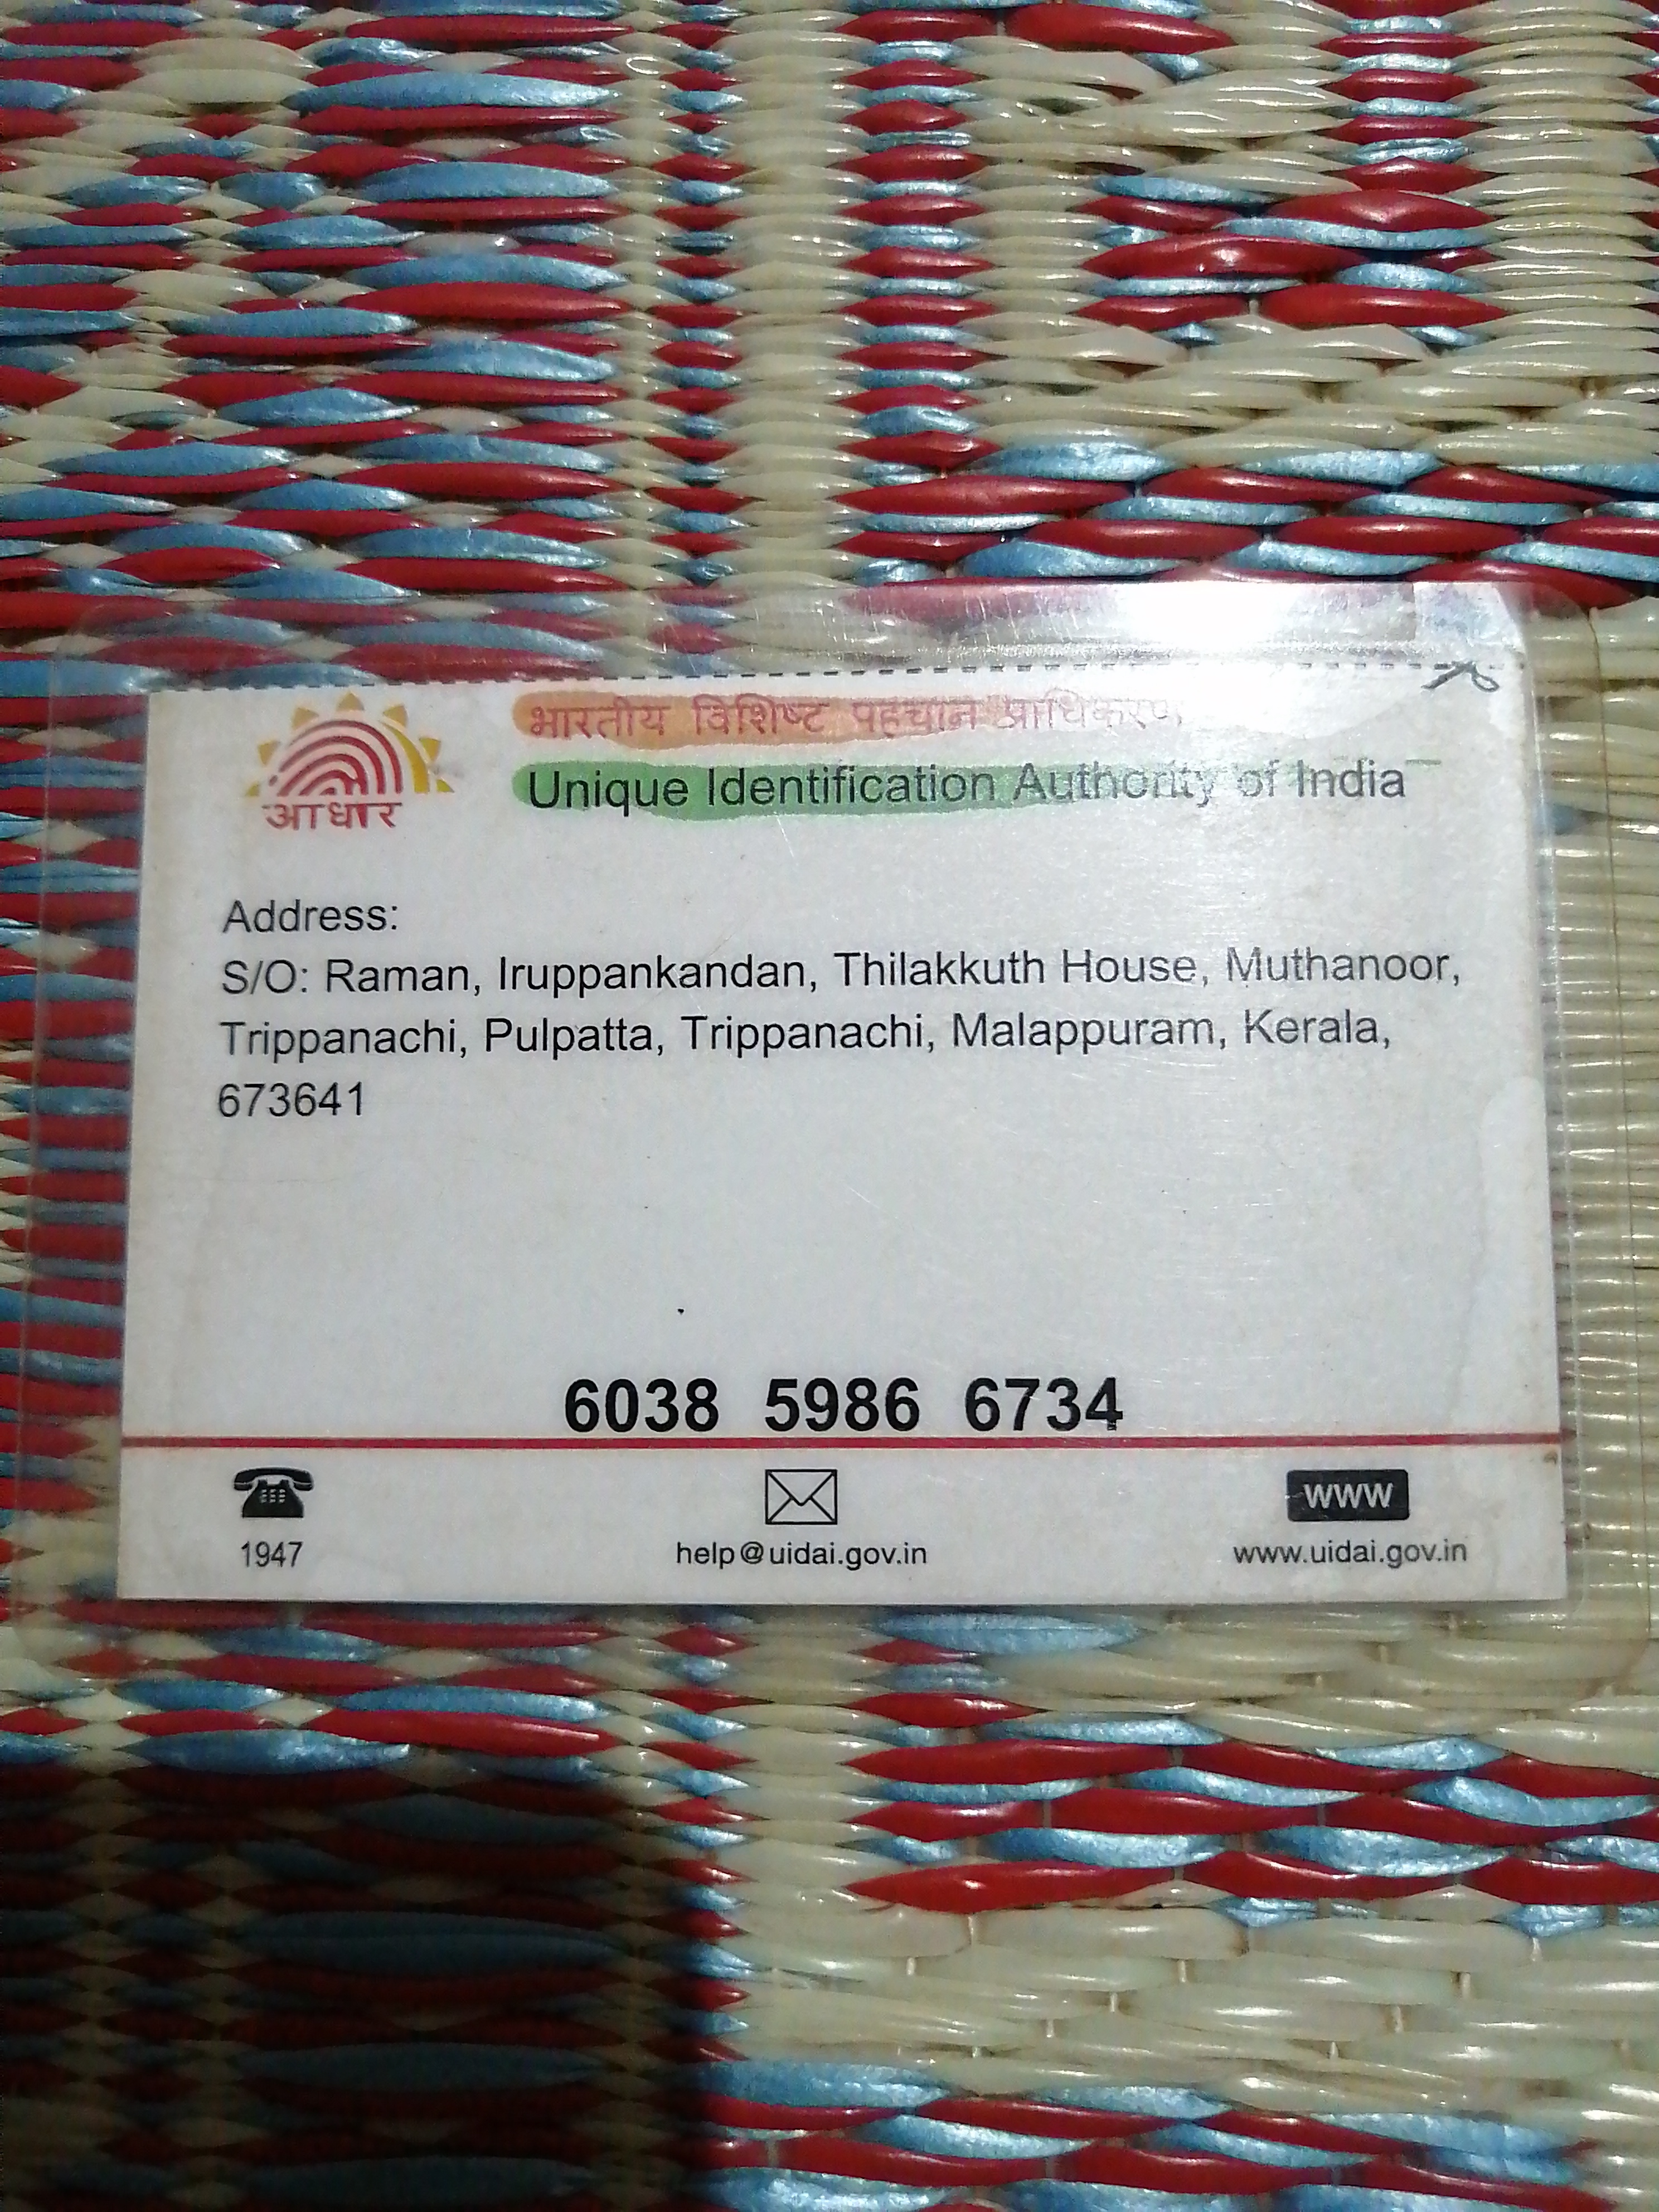 भारतीय विशिष्ट पहचान प्राधिकरण
Unique Identification Authority of India
आधार
Address:
S/O: Raman, Iruppankandan, Thilakkuth House, Muthanoor,
Trippanachi, Pulpatta, Trippanachi, Malappuram, Kerala,
673641
6038 5986 6734
1947
help@uidai.gov.in
www
www.uidai.gov.in